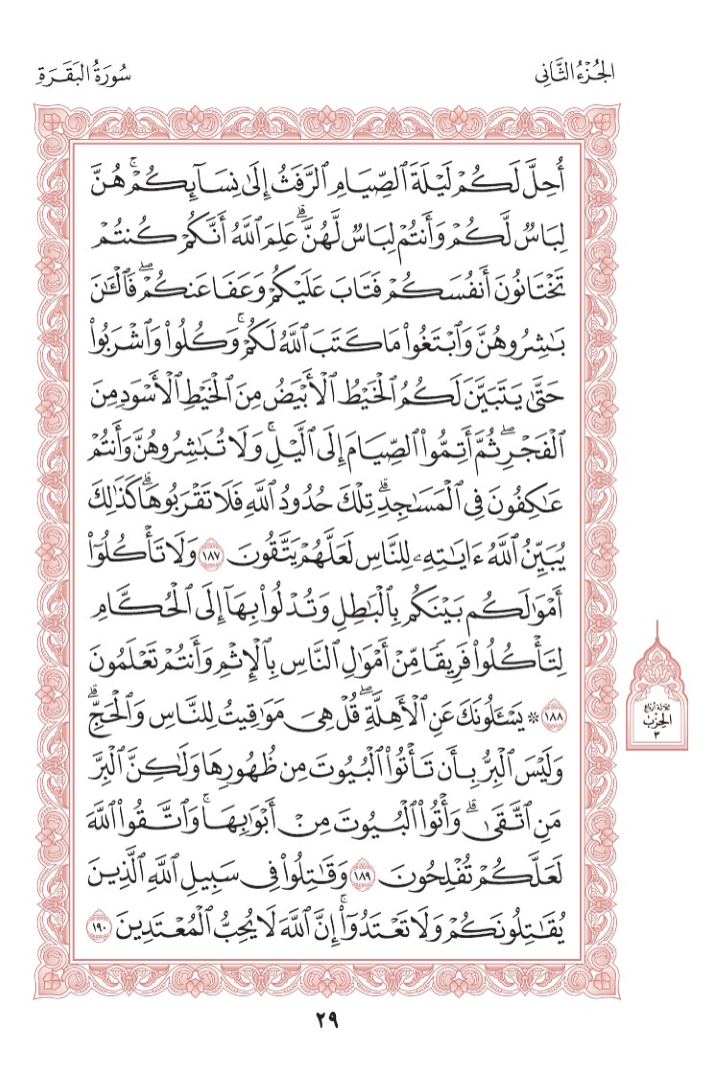 الجُزْءُ الثَّانِي
سُورَةُ البَقَرَةِ
أُحِلَّ لَكُمْ لَيْلَةَ ٱلصِّيَامِ ٱلرَّفَثُ إِلَىٰ نِسَآئِكُمْۚ هُنَّ
لِبَاسٌ لَّكُمْ وَأَنتُمْ لِبَاسٌ لَّهُنَّۗ عَلِمَ ٱللَّهُ أَنَّكُمْ كُنتُمْ
تَخْتَانُونَ أَنفُسَكُمْ فَتَابَ عَلَيْكُمْ وَعَفَا عَنكُمْۖ فَٱلْـَٰٔنَ
بَـٰشِرُوهُنَّ وَٱبْتَغُوا۟ مَا كَتَبَ ٱللَّهُ لَكُمْۚ وَكُلُوا۟ وَٱشْرَبُوا۟
حَتَّىٰ يَتَبَيَّنَ لَكُمُ ٱلْخَيْطُ ٱلْأَبْيَضُ مِنَ ٱلْخَيْطِ ٱلْأَسْوَدِ مِنَ
ٱلْفَجْرِۖ ثُمَّ أَتِمُّوا۟ ٱلصِّيَامَ إِلَى ٱلَّيْلِۚ وَلَا تُبَـٰشِرُوهُنَّ وَأَنتُمْ
عَـٰكِفُونَ فِى ٱلْمَسَـٰجِدِۗ تِلْكَ حُدُودُ ٱللَّهِ فَلَا تَقْرَبُوهَاۗ كَذَٰلِكَ
يُبَيِّنُ ٱللَّهُ ءَايَـٰتِهِۦ لِلنَّاسِ لَعَلَّهُمْ يَتَّقُونَ ١٨٧ وَلَا تَأْكُلُوٓا۟
أَمْوَٰلَكُم بَيْنَكُم بِٱلْبَـٰطِلِ وَتُدْلُوا۟ بِهَآ إِلَى ٱلْحُكَّامِ
لِتَأْكُلُوا۟ فَرِيقًا مِّنْ أَمْوَٰلِ ٱلنَّاسِ بِٱلْإِثْمِ وَأَنتُمْ تَعْلَمُونَ
١٨٨ ۞ يَسْـَٔلُونَكَ عَنِ ٱلْأَهِلَّةِۖ قُلْ هِىَ مَوَٰقِيتُ لِلنَّاسِ وَٱلْحَجِّۗ
وَلَيْسَ ٱلْبِرُّ بِأَن تَأْتُوا۟ ٱلْبُيُوتَ مِن ظُهُورِهَا وَلَـٰكِنَّ ٱلْبِرَّ
مَنِ ٱتَّقَىٰۗ وَأْتُوا۟ ٱلْبُيُوتَ مِنْ أَبْوَٰبِهَاۚ وَٱتَّقُوا۟ ٱللَّهَ
لَعَلَّكُمْ تُفْلِحُونَ ١٨٩ وَقَـٰتِلُوا۟ فِى سَبِيلِ ٱللَّهِ ٱلَّذِينَ
يُقَـٰتِلُونَكُمْ وَلَا تَعْتَدُوٓا۟ۚ إِنَّ ٱللَّهَ لَا يُحِبُّ ٱلْمُعْتَدِينَ ١٩٠
ثلاثة أرباع
الحزب
٣
٢٩